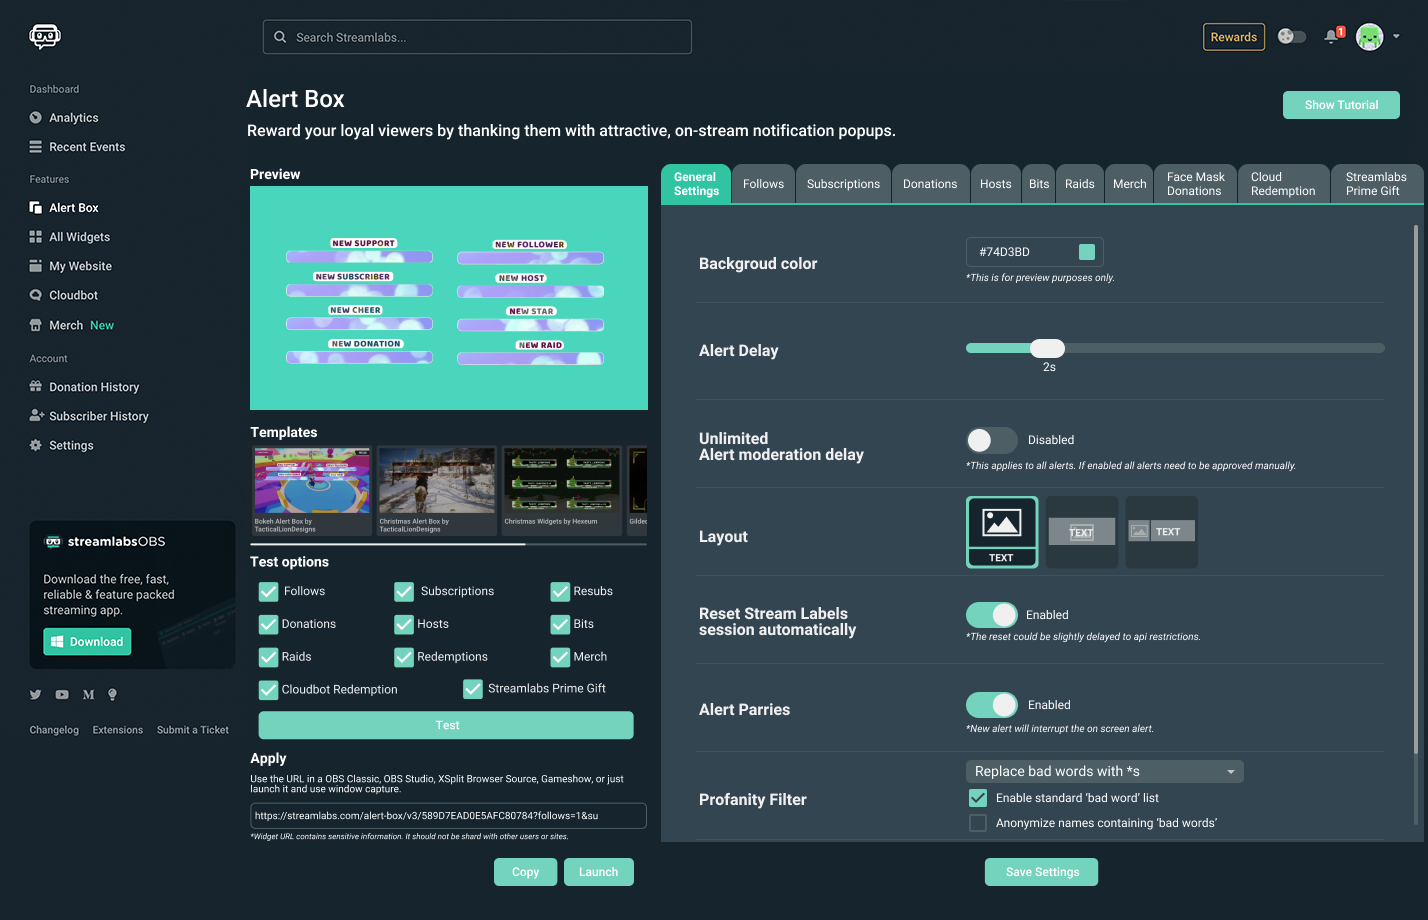 Search Streamlabs...
Rewards
1
Dashboard
Analytics
Recent Events
Features
Alert Box
All Widgets
My Website
Cloudbot
Merch New
Account
Donation History
Subscriber History
Settings
streamlabsOBS
Download the free, fast,
reliable & feature packed
streaming app.
Download
Changelog Extensions Submit a Ticket
Alert Box
Reward your loyal viewers by thanking them with attractive, on-stream notification popups.
Show Tutorial
Preview
NEW SUPPORT
NEW FOLLOWER
NEW SUBSCRIBER
NEW HOST
NEW CHEER
NEW STAR
NEW DONATION
NEW RAID
Templates
Bokeh Alert Box by
TacticalLionDesigns
Christmas Alert Box by
TacticalLionDesigns
Christmas Widgets by Hexeum
Gilded
Test options
Follows
Subscriptions
Resubs
Donations
Hosts
Bits
Raids
Redemptions
Merch
Cloudbot Redemption
Streamlabs Prime Gift
Test
Apply
Use the URL in a OBS Classic, OBS Studio, XSplit Browser Source, Gameshow, or just
launch it and use window capture.
https://streamlabs.com/alert-box/v3/589D7EAD0E5AFC80784?follows=1&su
*Widget URL contains sensitive information. It should not be shard with other users or sites.
Copy
Launch
General
Settings
Follows
Subscriptions
Donations
Hosts
Bits
Raids
Merch
Face Mask
Donations
Cloud
Redemption
Streamlabs
Prime Gift
Backgroud color
#74D3BD
*This is for preview purposes only.
Alert Delay
2s
Unlimited
Alert moderation delay
Disabled
*This applies to all alerts. If enabled all alerts need to be approved manually.
Layout
TEXT
TEXT
TEXT
Reset Stream Labels
session automatically
Enabled
*The reset could be slightly delayed to api restrictions.
Alert Parries
Enabled
*New alert will interrupt the on screen alert.
Profanity Filter
Replace bad words with *s
Enable standard ‘bad word’ list
Anonymize names containing ‘bad words’
Save Settings